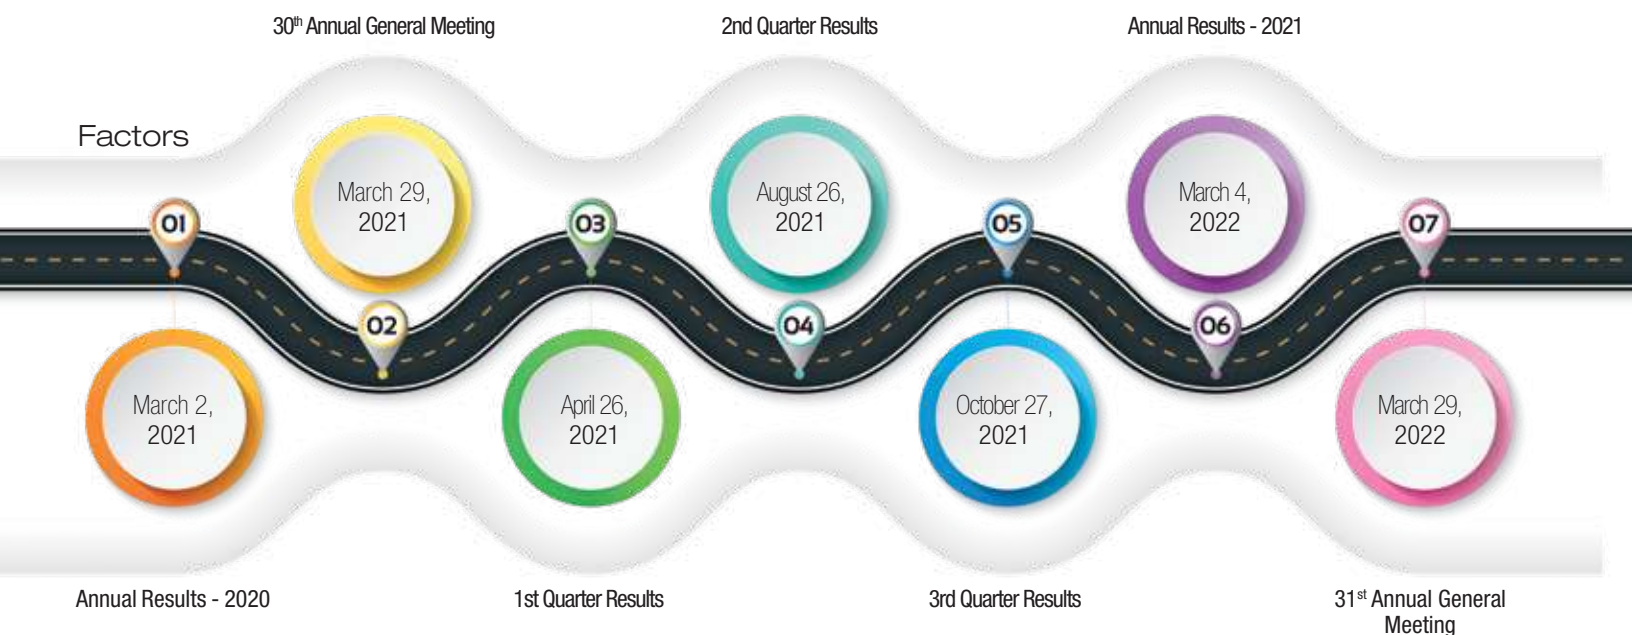 30th Annual General Meeting
2nd Quarter Results
Annual Results - 2021
Factors
March 29,
2021
August 26,
2021
March 4,
2022
01
03
05
07
02
04
06
March 2,
2021
April 26,
2021
October 27,
2021
March 29,
2022
Annual Results - 2020
1st Quarter Results
3rd Quarter Results
31st Annual General
Meeting